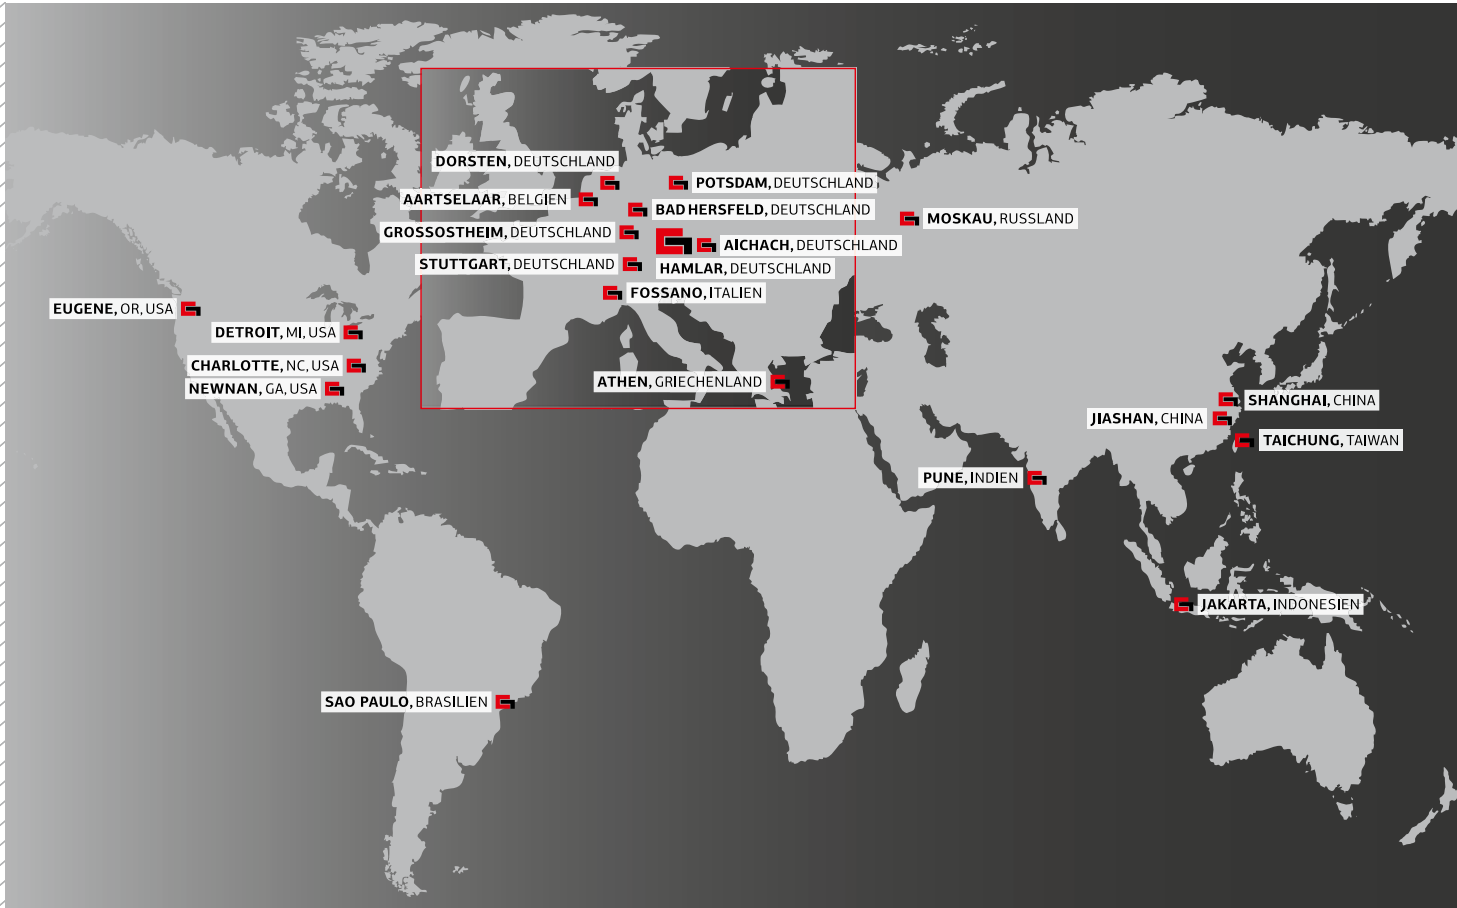 DORSTEN, DEUTSCHLAND
POTSDAM, DEUTSCHLAND
AARTSELAAR, BELGIEN
BAD HERSFELD, DEUTSCHLAND
MOSKAU, RUSSLAND
GROSSOSTHEIM, DEUTSCHLAND
AICHACH, DEUTSCHLAND
STUTTGART, DEUTSCHLAND
HAMLAR, DEUTSCHLAND
FOSSANO, ITALIEN
EUGENE, OR, USA
DETROIT, MI, USA
CHARLOTTE, NC, USA
ATHEN, GRIECHENLAND
NEWNAN, GA, USA
SHANGHAI, CHINA
JIASHAN, CHINA
TAICHUNG, TAIWAN
PUNE, INDIEN
JAKARTA, INDONESIEN
SAO PAULO, BRASILIEN